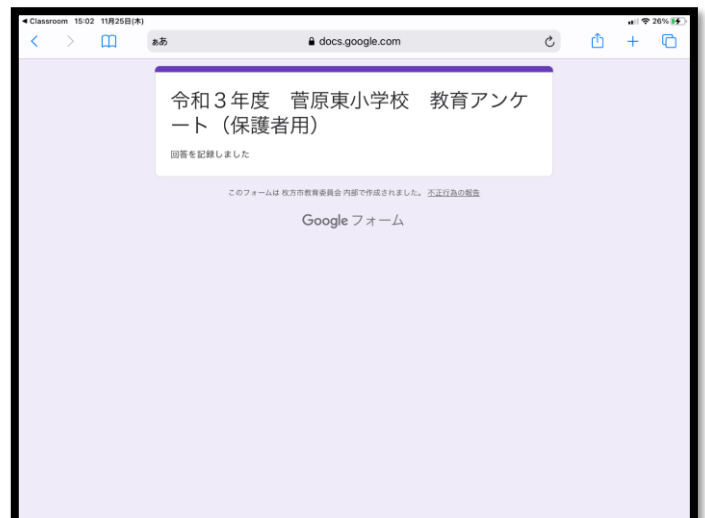 ◀ Classroom 15:02 11月25日(木) 26%
ぁあ docs.google.com
令和３年度　菅原東小学校　教育アンケ
ート（保護者用）
回答を記録しました
このフォームは 枚方市教育委員会 内部で作成されました。 不正行為の報告
Google フォーム